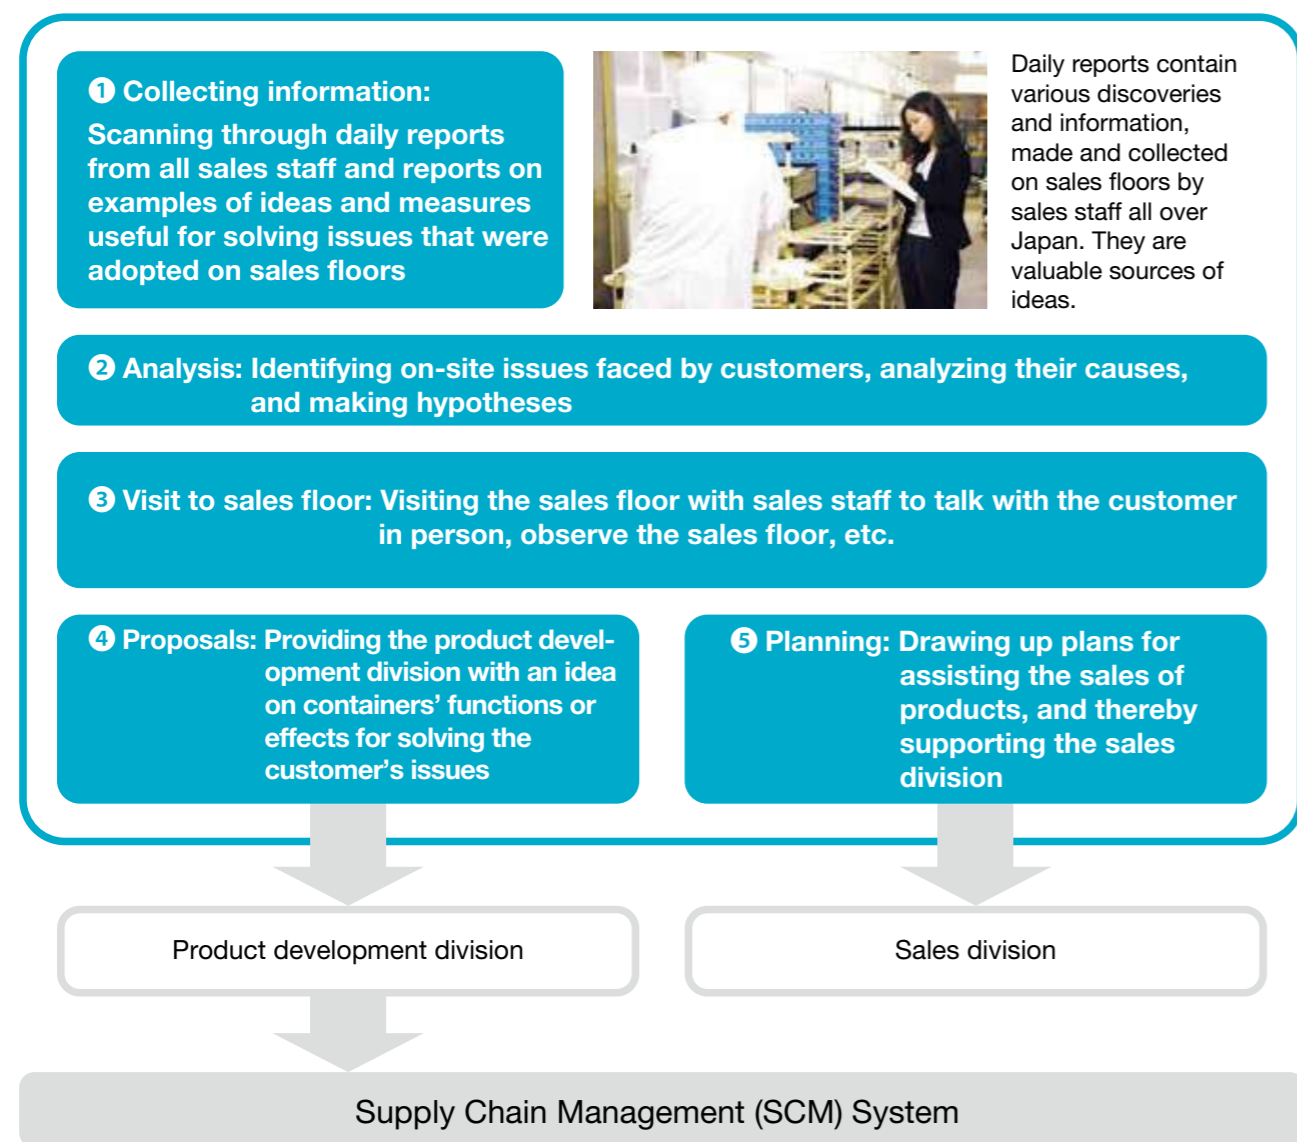 ❶ Collecting information:
Scanning through daily reports
from all sales staff and reports on
examples of ideas and measures
useful for solving issues that were
adopted on sales floors
Daily reports contain
various discoveries
and information,
made and collected
on sales floors by
sales staff all over
Japan. They are
valuable sources of
ideas.
❷ Analysis: Identifying on-site issues faced by customers, analyzing their causes,
and making hypotheses
❸ Visit to sales floor: Visiting the sales floor with sales staff to talk with the customer
in person, observe the sales floor, etc.
❹ Proposals: Providing the product devel-
opment division with an idea
on containers’ functions or
effects for solving the
customer’s issues
❺ Planning: Drawing up plans for
assisting the sales of
products, and thereby
supporting the sales
division
Product development division
Sales division
Supply Chain Management (SCM) System